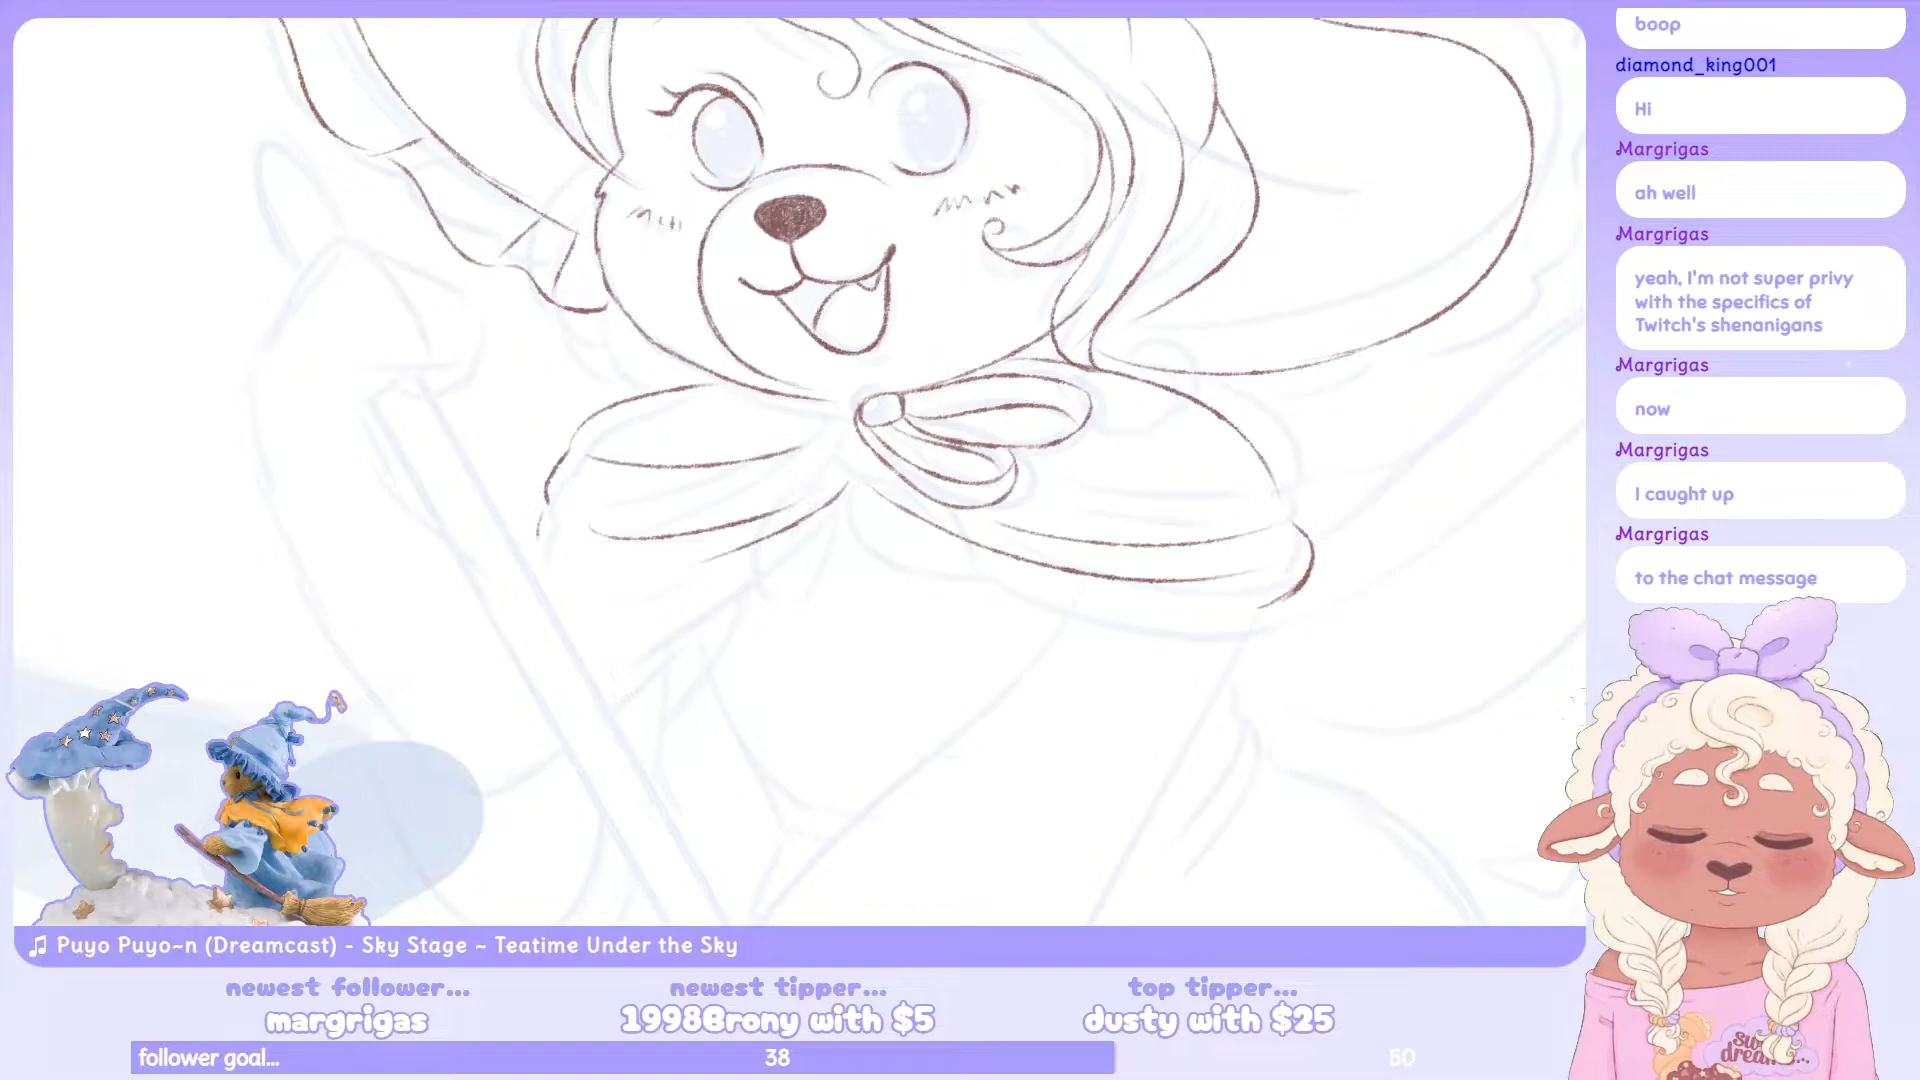 boop
diamond_king001
Hi
Margrigas
ah well
Margrigas
yeah, I'm not super privy
with the specifics of
Twitch's shenanigans
Margrigas
now
Margrigas
I caught up
Margrigas
to the chat message
♫ Puyo Puyo~n (Dreamcast) - Sky Stage ~ Teatime Under the Sky
newest follower...
margrigas
newest tipper...
1998Brony with $5
top tipper...
dusty with $25
follower goal...
38
50